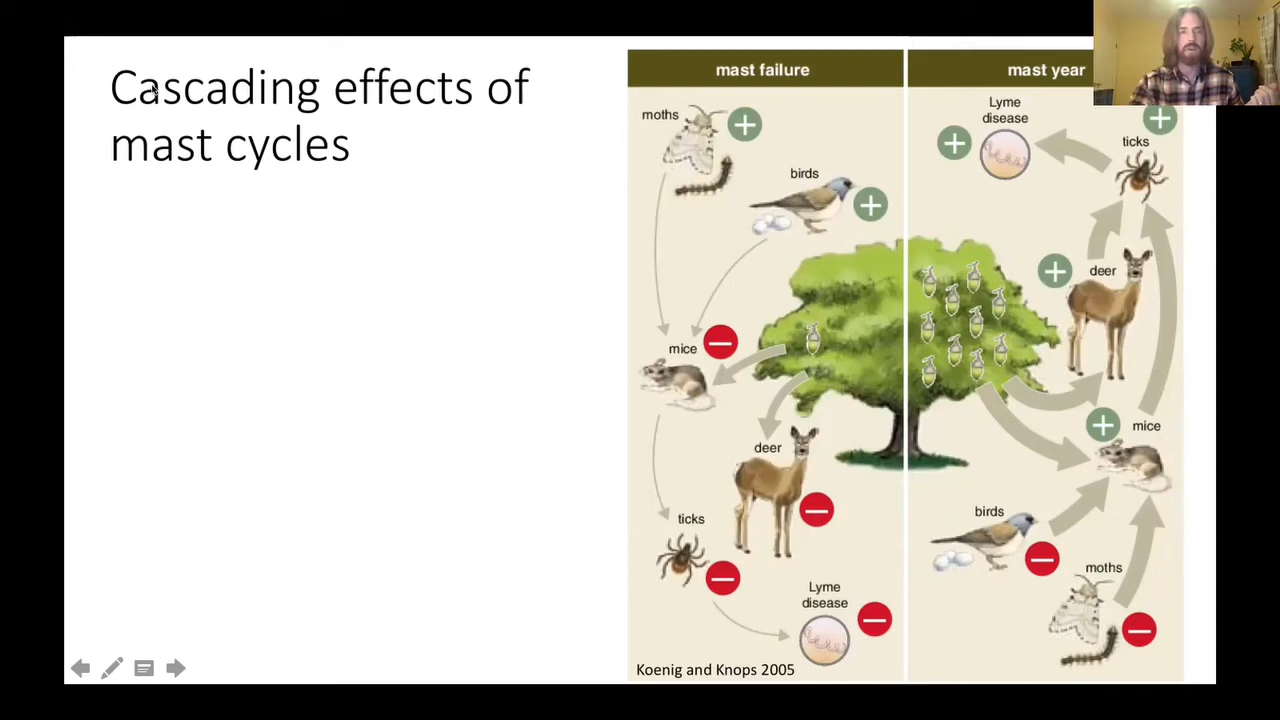 Cascading effects of
mast cycles
mast failure
moths
birds
mice
deer
ticks
Lyme
disease
Koenig and Knops 2005
mast year
Lyme
disease
ticks
deer
mice
birds
moths